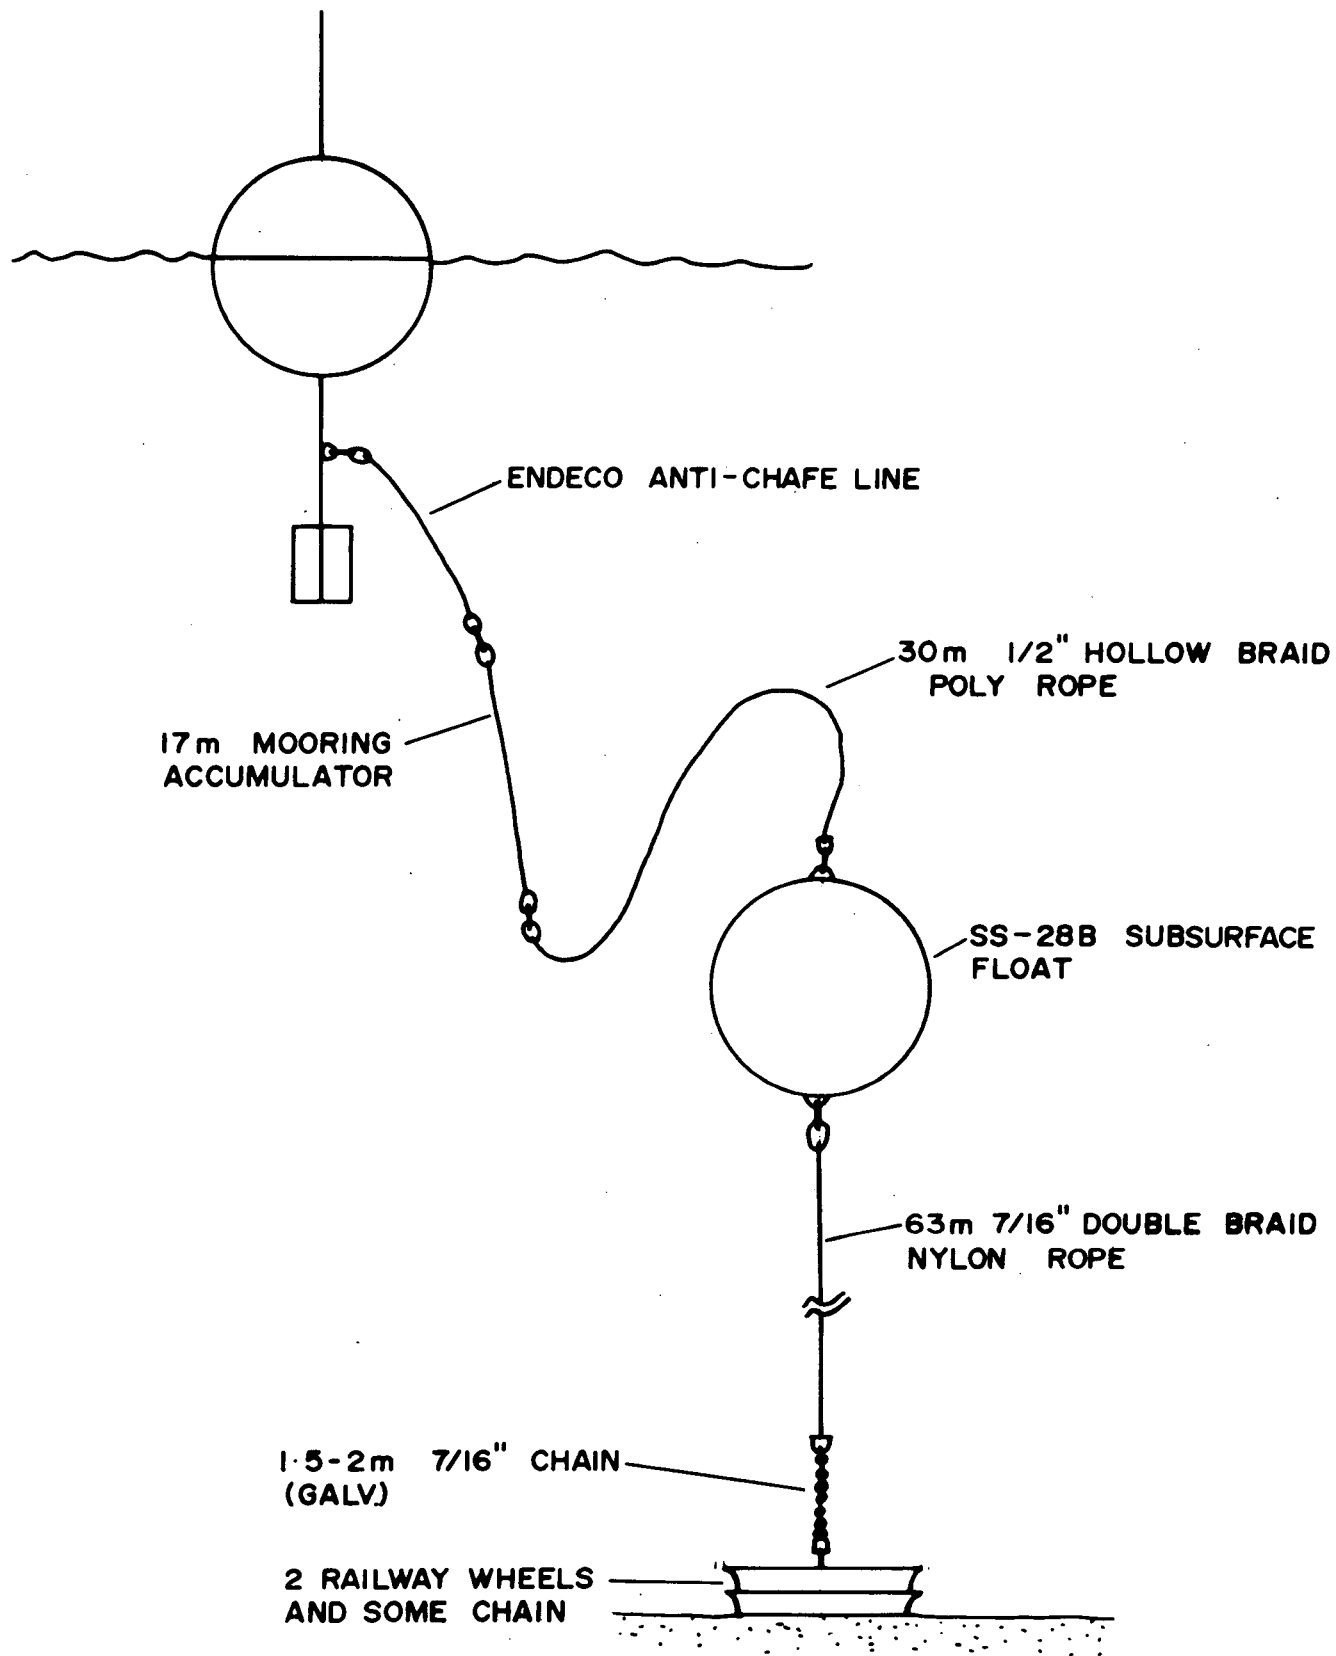 ENDECO ANTI-CHAFE LINE
30m 1/2" HOLLOW BRAID
POLY ROPE
17m MOORING
ACCUMULATOR
SS-28B SUBSURFACE
FLOAT
63m 7/16" DOUBLE BRAID
NYLON ROPE
1·5-2m 7/16" CHAIN
(GALV.)
2 RAILWAY WHEELS
AND SOME CHAIN